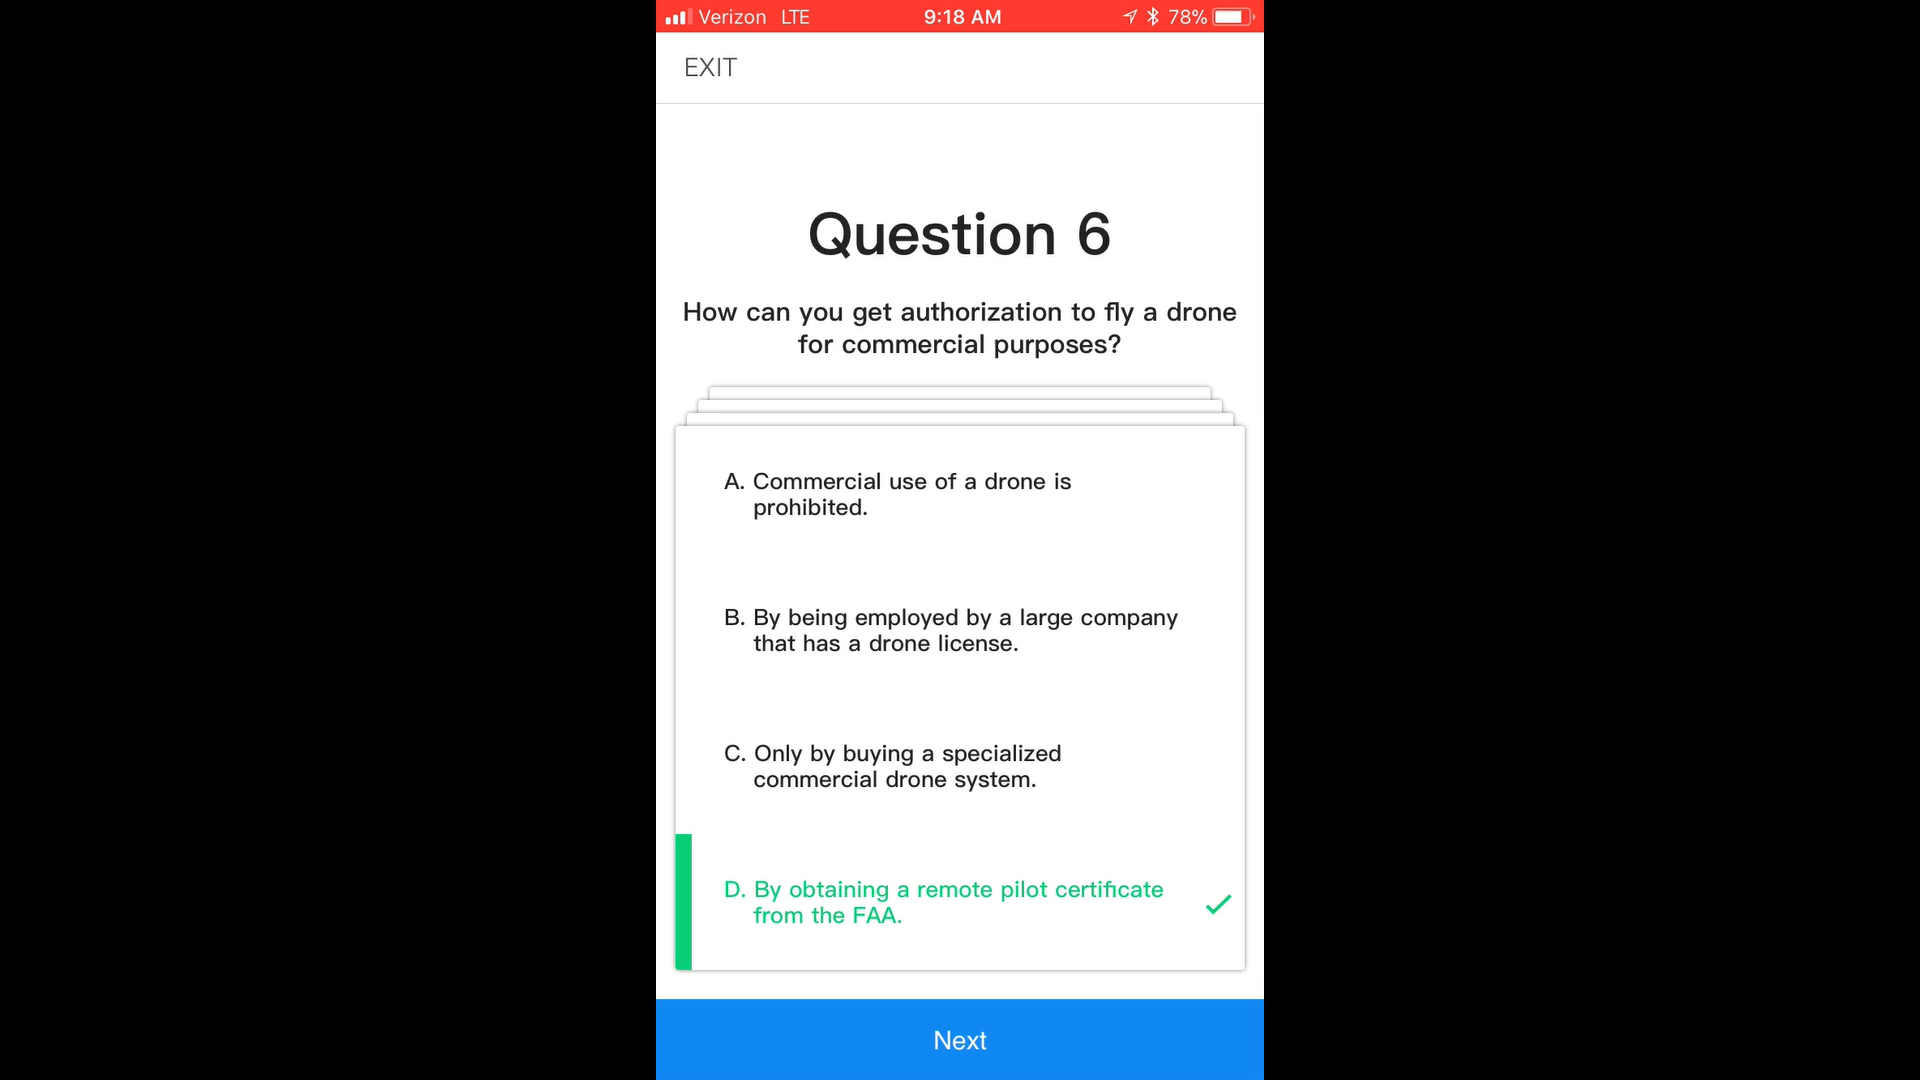 Verizon LTE 9:18 AM 78%
EXIT
Question 6
How can you get authorization to fly a drone
for commercial purposes?
A. Commercial use of a drone is
prohibited.
B. By being employed by a large company
that has a drone license.
C. Only by buying a specialized
commercial drone system.
D. By obtaining a remote pilot certificate
from the FAA.
Next